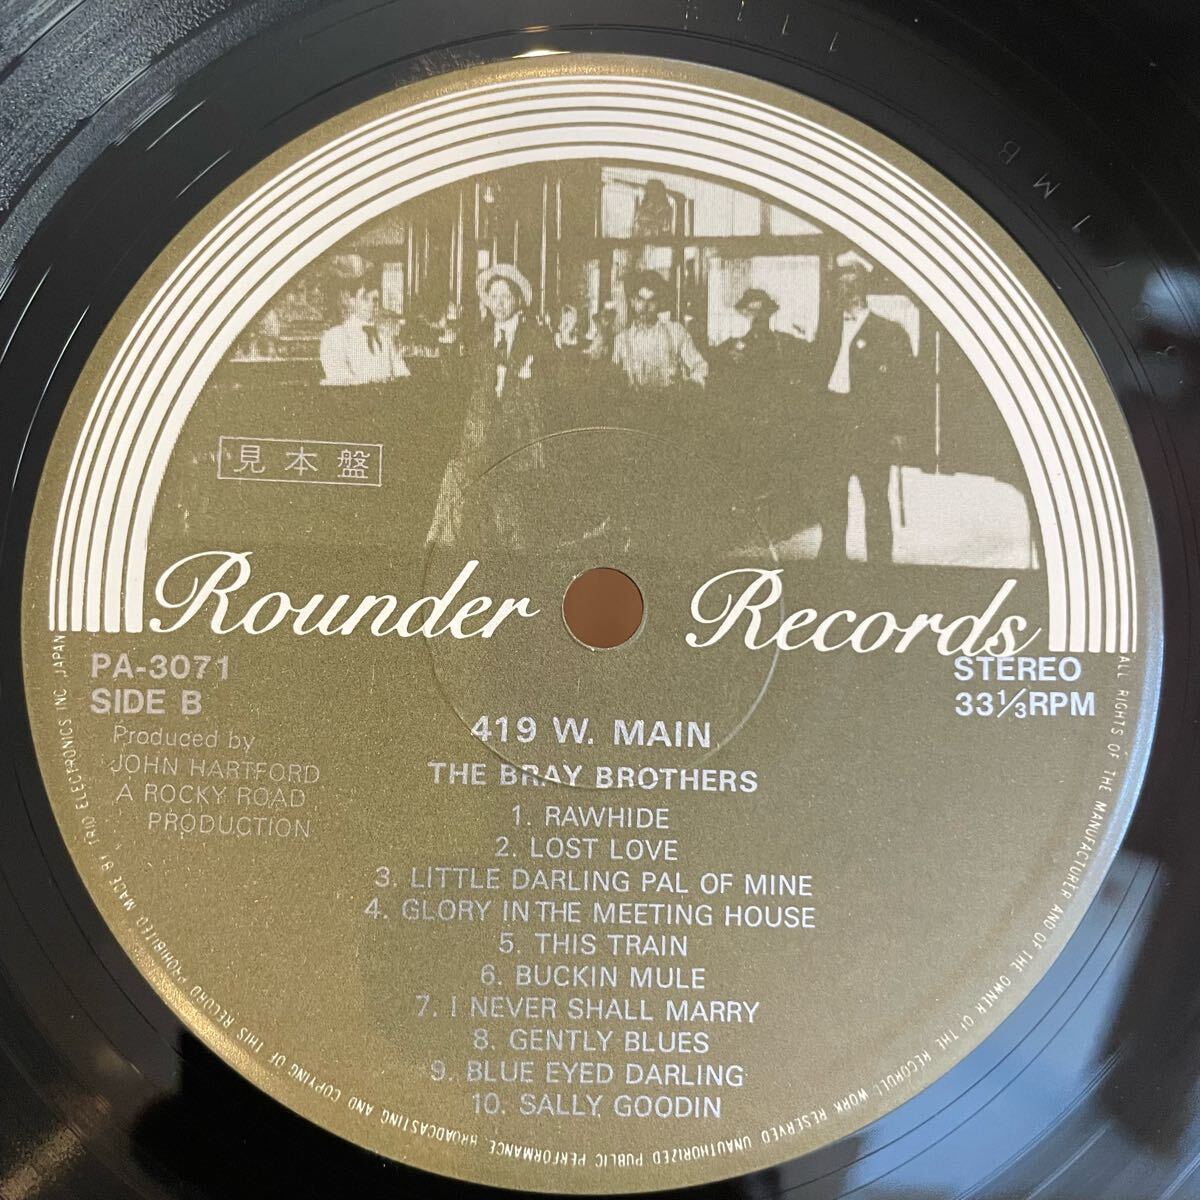 見本盤
Rounder Records
PA-3071
SIDE B
STEREO
33⅓RPM
Produced by
JOHN HARTFORD
A ROCKY ROAD
PRODUCTION
419 W. MAIN
THE BRAY BROTHERS
1. RAWHIDE
2. LOST LOVE
3. LITTLE DARLING PAL OF MINE
4. GLORY IN THE MEETING HOUSE
5. THIS TRAIN
6. BUCKIN MULE
7. I NEVER SHALL MARRY
8. GENTLY BLUES
9. BLUE EYED DARLING
10. SALLY GOODIN
ALL RIGHTS OF THE MANUFACTURER AND OF THE OWNER OF THE RECORULL WORK RESERVED UNAUTHORIZED PUBLIC PERFORMANCE BROADCASTING AND COPYING OF THIS RECORD PROHIBITED MADE BY TRIO ELECTRONICS INC JAPAN